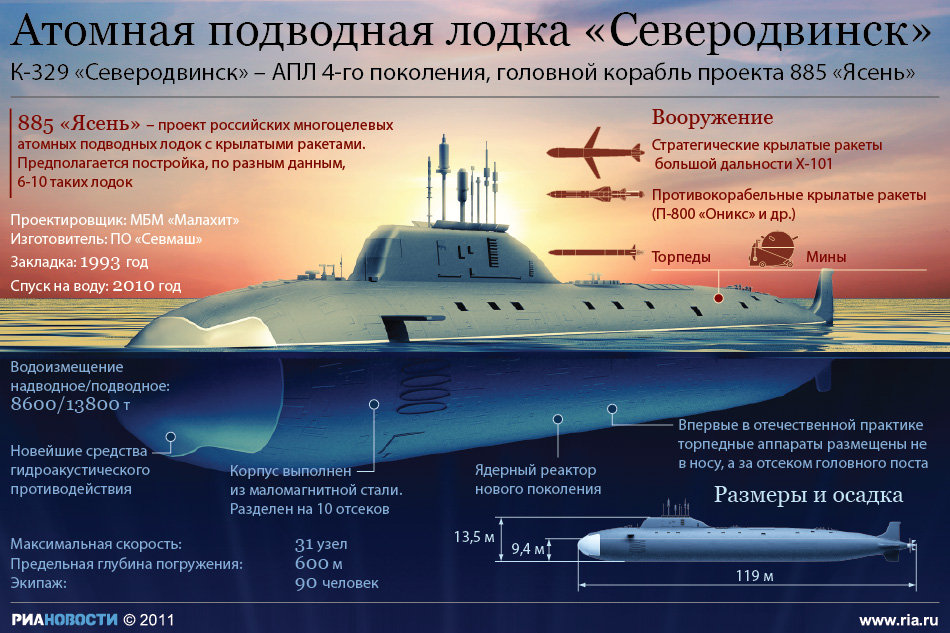 Атомная подводная лодка «Северодвинск»
К-329 «Северодвинск» – АПЛ 4-го поколения, головной корабль проекта 885 «Ясень»
885 «Ясень» – проект российских многоцелевых
атомных подводных лодок с крылатыми ракетами.
Предполагается постройка, по разным данным,
6-10 таких лодок
Проектировщик: МБМ «Малахит»
Изготовитель: ПО «Севмаш»
Закладка: 1993 год
Спуск на воду: 2010 год
Вооружение
Стратегические крылатые ракеты
большой дальности Х-101
Противокорабельные крылатые ракеты
(П-800 «Оникс» и др.)
Торпеды
Мины
Водоизмещение
надводное/подводное:
8600/13800 т
Новейшие средства
гидроакустического
противодействия
Корпус выполнен
из маломагнитной стали.
Разделен на 10 отсеков
Ядерный реактор
нового поколения
Впервые в отечественной практике
торпедные аппараты размещены не
в носу, а за отсеком головного поста
Размеры и осадка
13,5 м
9,4 м
119 м
Максимальная скорость: 31 узел
Предельная глубина погружения: 600 м
Экипаж: 90 человек
РИАНОВОСТИ © 2011
www.ria.ru